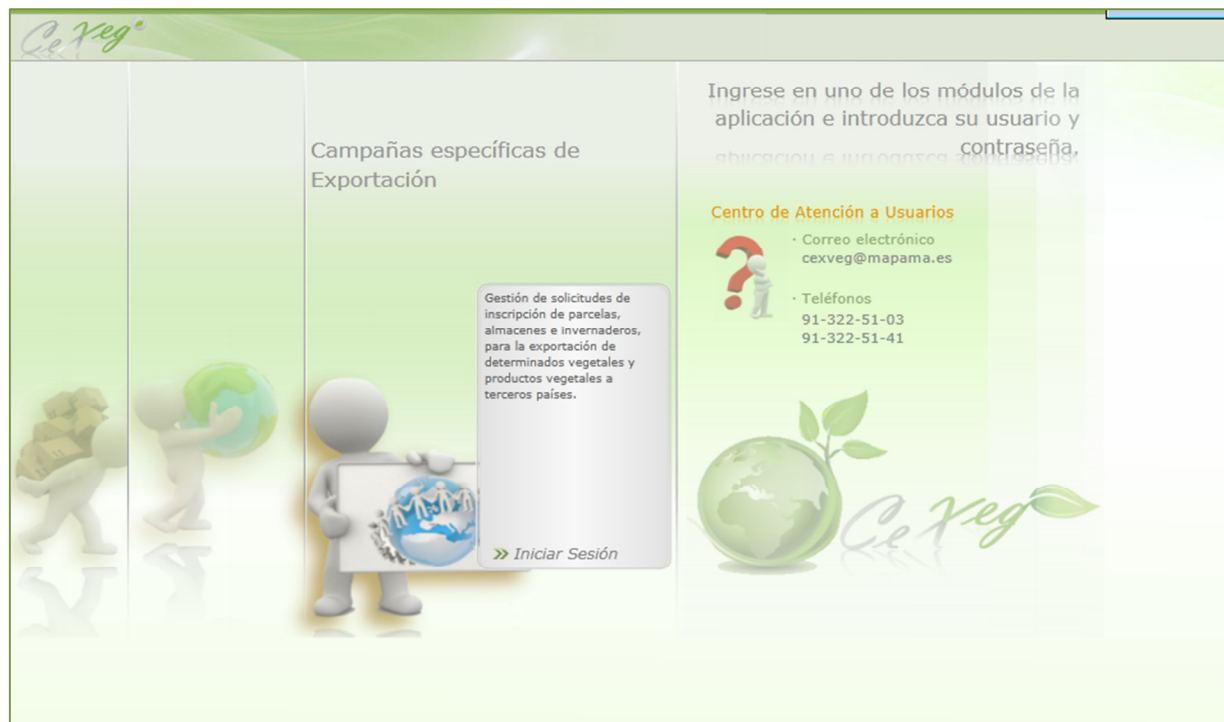 CeXveg
Campañas específicas de
Exportación
Gestión de solicitudes de
inscripción de parcelas,
almacenes e invernaderos,
para la exportación de
determinados vegetales y
productos vegetales a
terceros países.
» Iniciar Sesión
Ingrese en uno de los módulos de la
aplicación e introduzca su usuario y
contraseña.
Centro de Atención a Usuarios
· Correo electrónico
cexveg@mapama.es
· Teléfonos
91-322-51-03
91-322-51-41
CeXveg